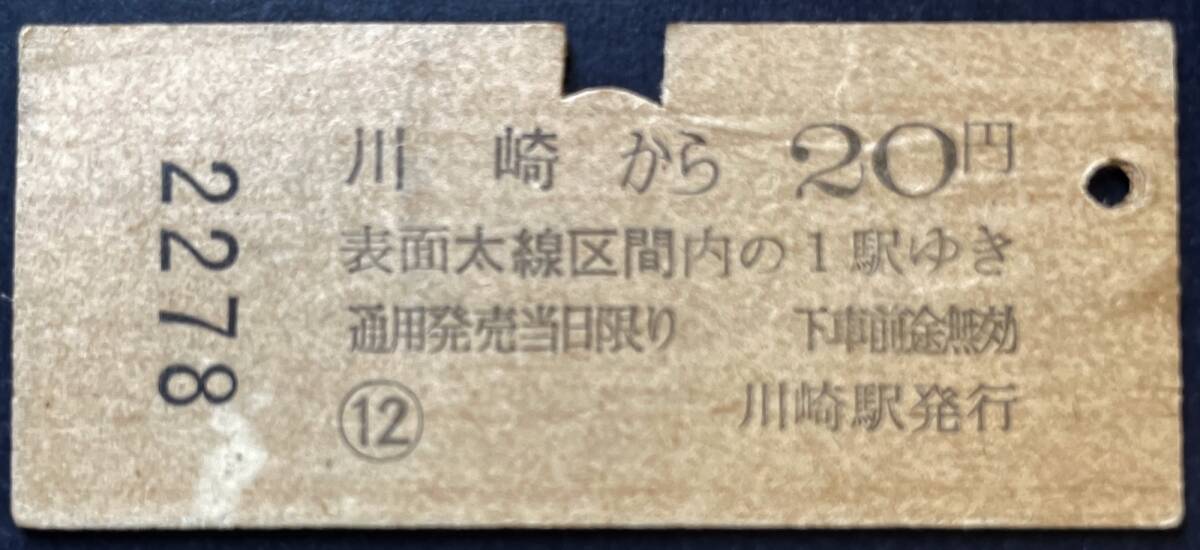 2278
川崎から20円
表面太線区間内の1駅ゆき
通用発売当日限り 下車前途無効
⑫ 川崎駅発行